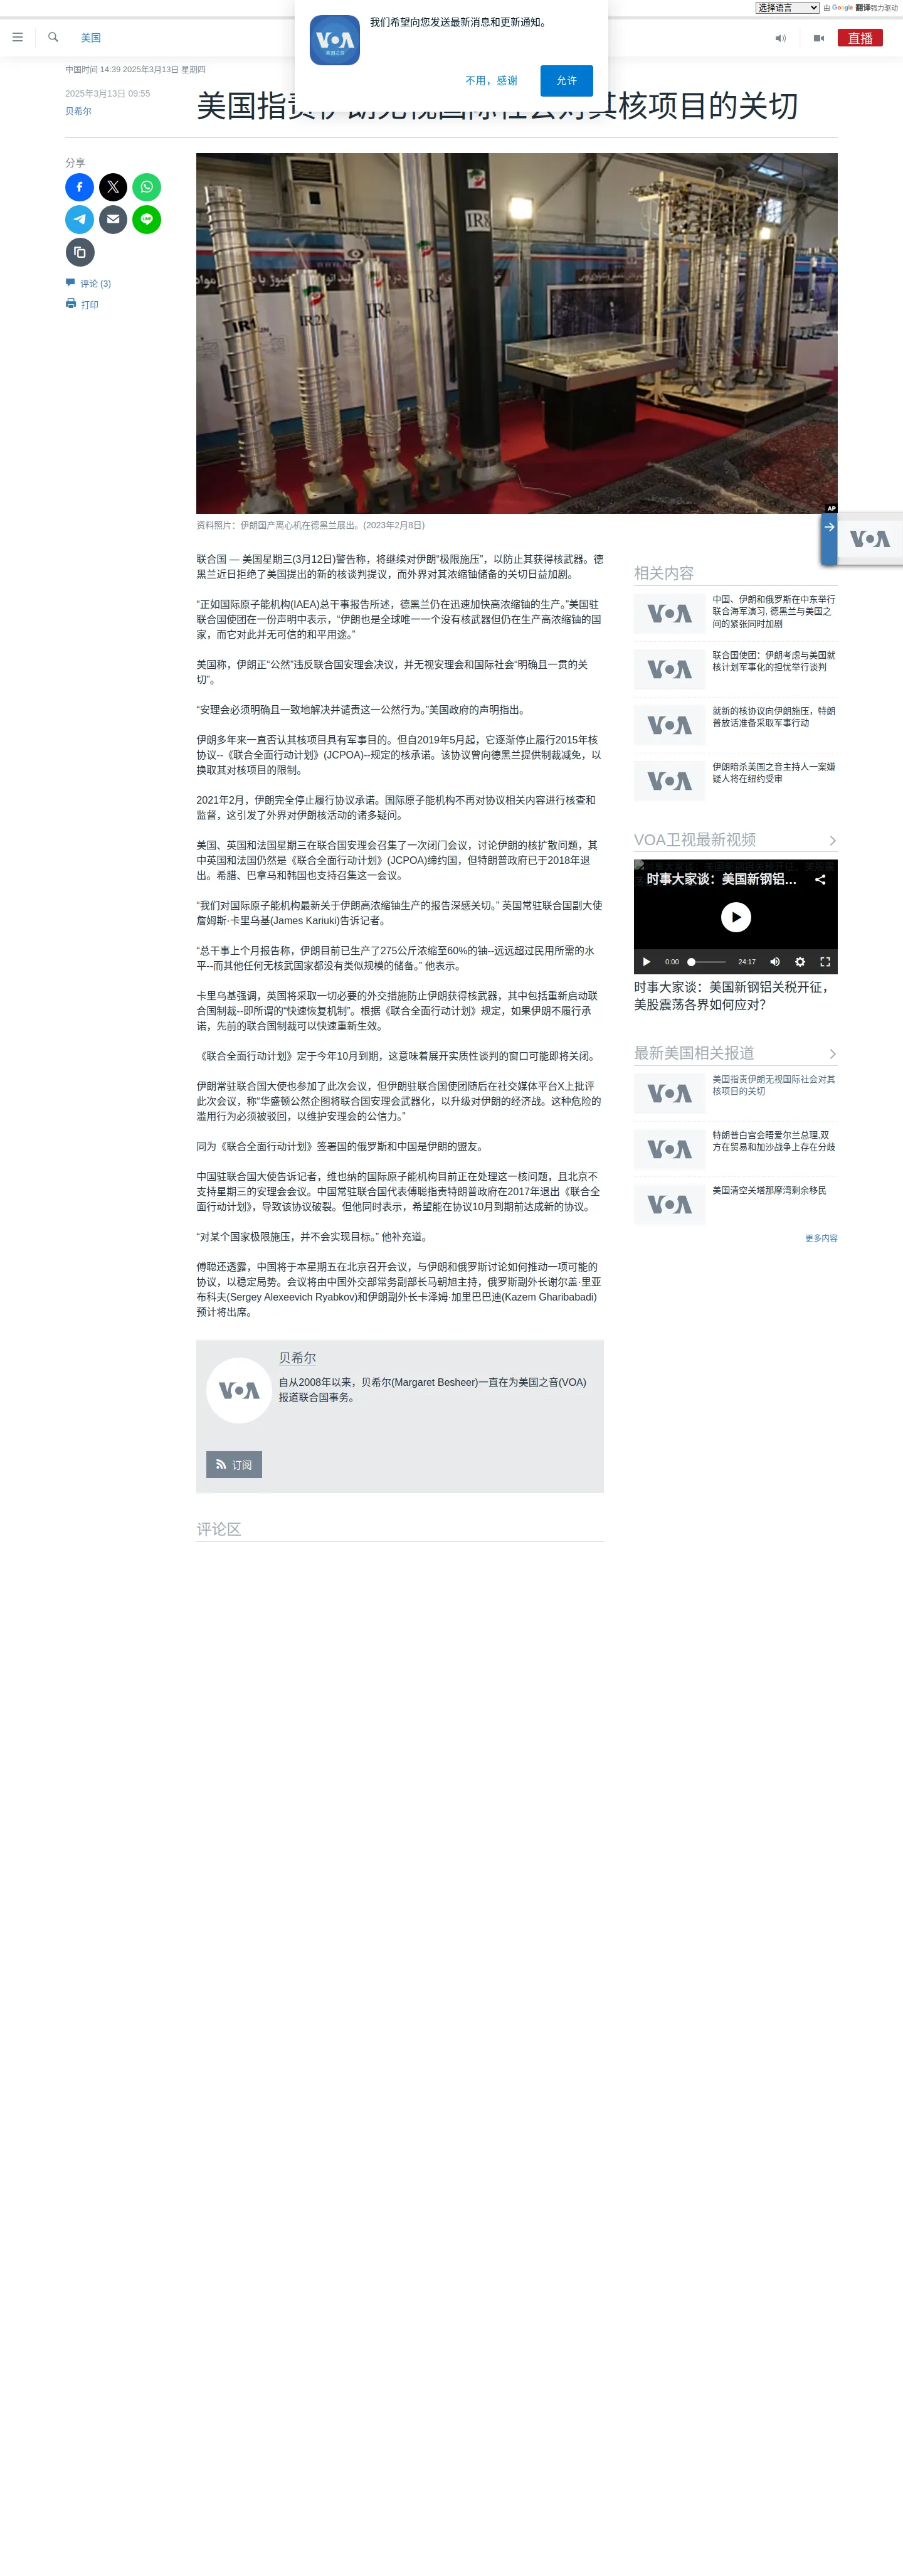 选择语言
由 Google 翻译强力驱动
我们希望向您发送最新消息和更新通知。
VOA
美国之音
不用，感谢
允许
美国
直播
中国时间 14:39 2025年3月13日 星期四
2025年3月13日 09:55
贝希尔
美国指责伊朗无视国际社会对其核项目的关切
分享
评论 (3)
打印
IR1
IR2M
IR8
AP
资料照片：伊朗国产离心机在德黑兰展出。(2023年2月8日)
联合国 — 美国星期三(3月12日)警告称，将继续对伊朗“极限施压”，以防止其获得核武器。德
黑兰近日拒绝了美国提出的新的核谈判提议，而外界对其浓缩铀储备的关切日益加剧。
“正如国际原子能机构(IAEA)总干事报告所述，德黑兰仍在迅速加快高浓缩铀的生产。”美国驻
联合国使团在一份声明中表示，“伊朗也是全球唯一一个没有核武器但仍在生产高浓缩铀的国
家，而它对此并无可信的和平用途。”
美国称，伊朗正“公然”违反联合国安理会决议，并无视安理会和国际社会“明确且一贯的关
切”。
“安理会必须明确且一致地解决并谴责这一公然行为。”美国政府的声明指出。
伊朗多年来一直否认其核项目具有军事目的。但自2019年5月起，它逐渐停止履行2015年核
协议--《联合全面行动计划》(JCPOA)--规定的核承诺。该协议曾向德黑兰提供制裁减免，以
换取其对核项目的限制。
2021年2月，伊朗完全停止履行协议承诺。国际原子能机构不再对协议相关内容进行核查和
监督，这引发了外界对伊朗核活动的诸多疑问。
美国、英国和法国星期三在联合国安理会召集了一次闭门会议，讨论伊朗的核扩散问题，其
中英国和法国仍然是《联合全面行动计划》(JCPOA)缔约国，但特朗普政府已于2018年退
出。希腊、巴拿马和韩国也支持召集这一会议。
“我们对国际原子能机构最新关于伊朗高浓缩铀生产的报告深感关切。” 英国常驻联合国副大使
詹姆斯·卡里乌基(James Kariuki)告诉记者。
“总干事上个月报告称，伊朗目前已生产了275公斤浓缩至60%的铀--远远超过民用所需的水
平--而其他任何无核武国家都没有类似规模的储备。” 他表示。
卡里乌基强调，英国将采取一切必要的外交措施防止伊朗获得核武器，其中包括重新启动联
合国制裁--即所谓的“快速恢复机制”。根据《联合全面行动计划》规定，如果伊朗不履行承
诺，先前的联合国制裁可以快速重新生效。
《联合全面行动计划》定于今年10月到期，这意味着展开实质性谈判的窗口可能即将关闭。
伊朗常驻联合国大使也参加了此次会议，但伊朗驻联合国使团随后在社交媒体平台X上批评
此次会议，称“华盛顿公然企图将联合国安理会武器化，以升级对伊朗的经济战。这种危险的
滥用行为必须被驳回，以维护安理会的公信力。”
同为《联合全面行动计划》签署国的俄罗斯和中国是伊朗的盟友。
中国驻联合国大使告诉记者，维也纳的国际原子能机构目前正在处理这一核问题，且北京不
支持星期三的安理会会议。中国常驻联合国代表傅聪指责特朗普政府在2017年退出《联合全
面行动计划》，导致该协议破裂。但他同时表示，希望能在协议10月到期前达成新的协议。
“对某个国家极限施压，并不会实现目标。” 他补充道。
傅聪还透露，中国将于本星期五在北京召开会议，与伊朗和俄罗斯讨论如何推动一项可能的
协议，以稳定局势。会议将由中国外交部常务副部长马朝旭主持，俄罗斯副外长谢尔盖·里亚
布科夫(Sergey Alexeevich Ryabkov)和伊朗副外长卡泽姆·加里巴巴迪(Kazem Gharibabadi)
预计将出席。
VOA
贝希尔
自从2008年以来，贝希尔(Margaret Besheer)一直在为美国之音(VOA)
报道联合国事务。
订阅
评论区
VOA
相关内容
VOA
中国、伊朗和俄罗斯在中东举行
联合海军演习, 德黑兰与美国之
间的紧张同时加剧
VOA
联合国使团：伊朗考虑与美国就
核计划军事化的担忧举行谈判
VOA
就新的核协议向伊朗施压，特朗
普放话准备采取军事行动
VOA
伊朗暗杀美国之音主持人一案嫌
疑人将在纽约受审
VOA卫视最新视频
时事大家谈：美国新钢铝...
0:00
24:17
时事大家谈：美国新钢铝关税开征，
美股震荡各界如何应对？
最新美国相关报道
VOA
美国指责伊朗无视国际社会对其
核项目的关切
VOA
特朗普白宫会晤爱尔兰总理,双
方在贸易和加沙战争上存在分歧
VOA
美国清空关塔那摩湾剩余移民
更多内容